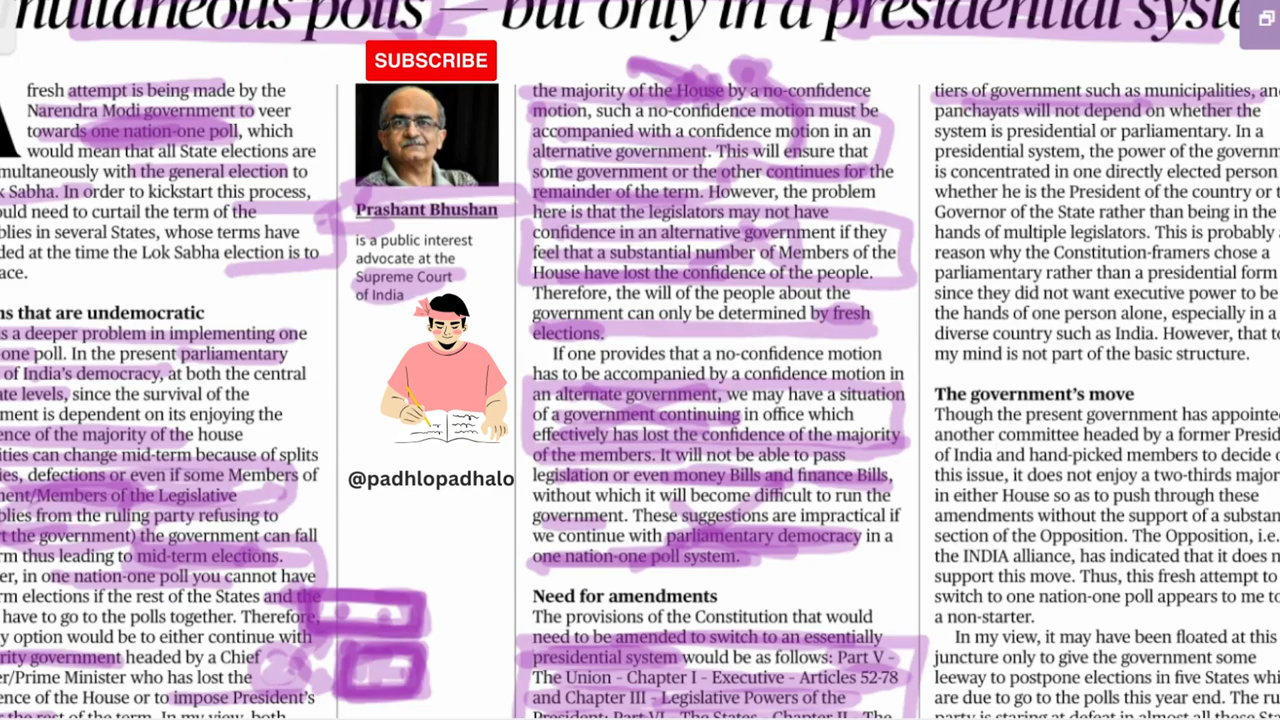 nultaneous polls — but only in a presidential syste
fresh attempt is being made by the
Narendra Modi government to veer
towards one nation-one poll, which
would mean that all State elections are
multaneously with the general election to
k Sabha. In order to kickstart this process,
ould need to curtail the term of the
blies in several States, whose terms have
ded at the time the Lok Sabha election is to
ace.
ns that are undemocratic
s a deeper problem in implementing one
one poll. In the present parliamentary
of India's democracy, at both the central
ate levels, since the survival of the
ment is dependent on its enjoying the
ence of the majority of the house
ities can change mid-term because of splits
ies, defections or even if some Members of
ment/Members of the Legislative
blies from the ruling party refusing to
rt the government) the government can fall
rm thus leading to mid-term elections.
er, in one nation-one poll you cannot have
rm elections if the rest of the States and the
have to go to the polls together. Therefore,
y option would be to either continue with
rity government headed by a Chief
er/Prime Minister who has lost the
ence of the House or to impose President's
the rest of the term. In my view, both
SUBSCRIBE
Prashant Bhushan
is a public interest
advocate at the
Supreme Court
of India
@padhlopadhalo
the majority of the House by a no-confidence
motion, such a no-confidence motion must be
accompanied with a confidence motion in an
alternative government. This will ensure that
some government or the other continues for the
remainder of the term. However, the problem
here is that the legislators may not have
confidence in an alternative government if they
feel that a substantial number of Members of the
House have lost the confidence of the people.
Therefore, the will of the people about the
government can only be determined by fresh
elections.
If one provides that a no-confidence motion
has to be accompanied by a confidence motion in
an alternate government, we may have a situation
of a government continuing in office which
effectively has lost the confidence of the majority
of the members. It will not be able to pass
legislation or even money Bills and finance Bills,
without which it will become difficult to run the
government. These suggestions are impractical if
we continue with parliamentary democracy in a
one nation-one poll system.
Need for amendments
The provisions of the Constitution that would
need to be amended to switch to an essentially
presidential system would be as follows: Part V –
The Union – Chapter I – Executive – Articles 52-78
and Chapter III – Legislative Powers of the
President; Part VI – The States – Chapter II – The
tiers of government such as municipalities, and
panchayats will not depend on whether the
system is presidential or parliamentary. In a
presidential system, the power of the governm
is concentrated in one directly elected person
whether he is the President of the country or t
Governor of the State rather than being in the
hands of multiple legislators. This is probably
reason why the Constitution-framers chose a
parliamentary rather than a presidential form
since they did not want executive power to be
the hands of one person alone, especially in a
diverse country such as India. However, that to
my mind is not part of the basic structure.
The government's move
Though the present government has appointe
another committee headed by a former Presid
of India and hand-picked members to decide o
this issue, it does not enjoy a two-thirds major
in either House so as to push through these
amendments without the support of a substan
section of the Opposition. The Opposition, i.e.
the INDIA alliance, has indicated that it does n
support this move. Thus, this fresh attempt to
switch to one nation-one poll appears to me to
a non-starter.
In my view, it may have been floated at this
juncture only to give the government some
leeway to postpone elections in five States whi
are due to go to the polls this year end. The ru
party is staring at defeat in almost all these St